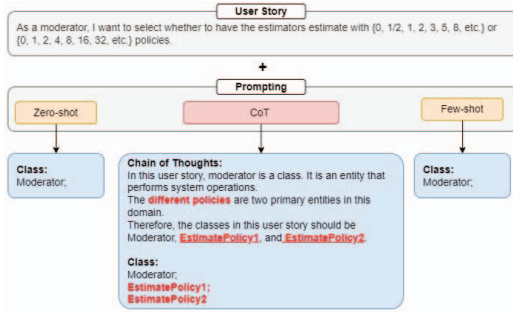 User Story
As a moderator, I want to select whether to have the estimators estimate with {0, 1/2, 1, 2, 3, 5, 8, etc.} or
{0, 1, 2, 4, 8, 16, 32, etc.} policies.
+
Prompting
Zero-shot
CoT
Few-shot
Class:
Moderator;
Chain of Thoughts:
In this user story, moderator is a class. It is an entity that
performs system operations.
The different policies are two primary entities in this
domain.
Therefore, the classes in this user story should be
Moderator, EstimatePolicy1, and EstimatePolicy2.
Class:
Moderator;
EstimatePolicy1;
EstimatePolicy2
Class:
Moderator;